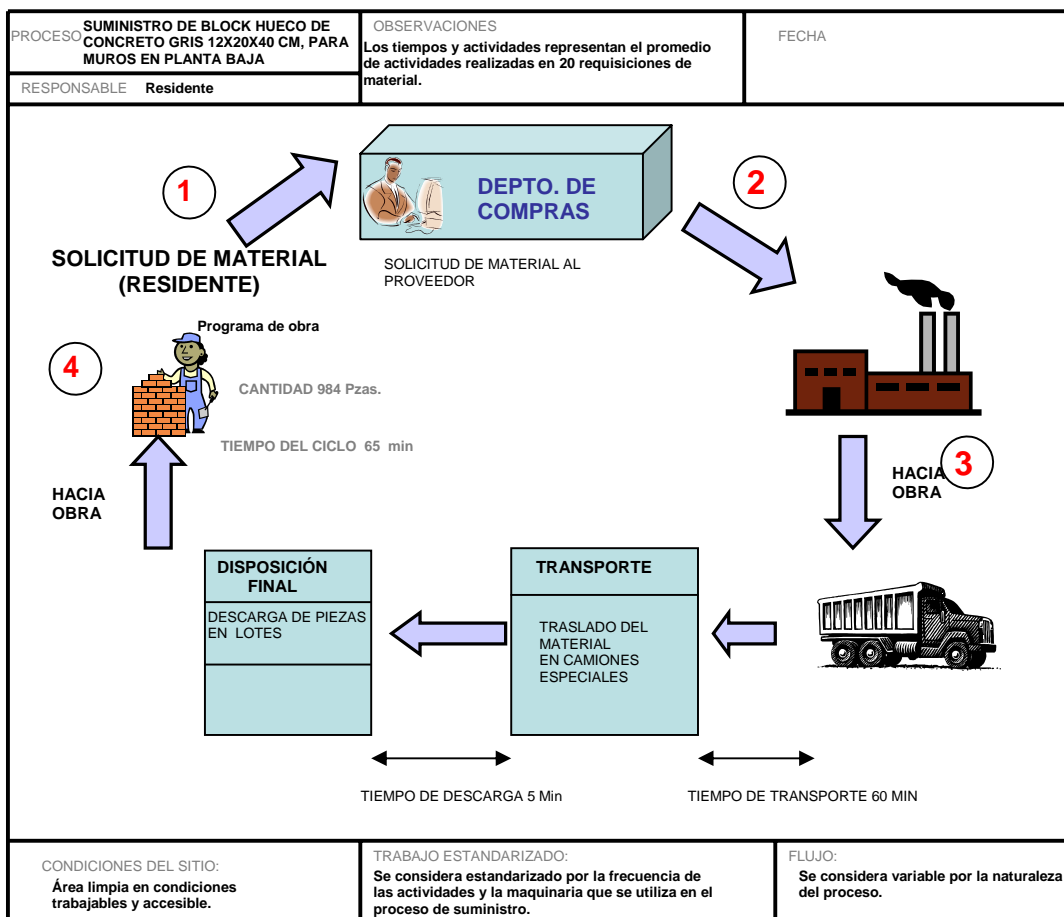 PROCESO
SUMINISTRO DE BLOCK HUECO DE
CONCRETO GRIS 12X20X40 CM, PARA
MUROS EN PLANTA BAJA
RESPONSABLE Residente
OBSERVACIONES
Los tiempos y actividades representan el promedio
de actividades realizadas en 20 requisiciones de
material.
FECHA
1
DEPTO. DE
COMPRAS
2
SOLICITUD DE MATERIAL
(RESIDENTE)
SOLICITUD DE MATERIAL AL
PROVEEDOR
Programa de obra
4
CANTIDAD 984 Pzas.
TIEMPO DEL CICLO 65 min
HACIA
OBRA
3
HACIA
OBRA
DISPOSICIÓN
FINAL
DESCARGA DE PIEZAS
EN LOTES
TRANSPORTE
TRASLADO DEL
MATERIAL
EN CAMIONES
ESPECIALES
TIEMPO DE DESCARGA 5 Min
TIEMPO DE TRANSPORTE 60 MIN
CONDICIONES DEL SITIO:
Área limpia en condiciones
trabajables y accesible.
TRABAJO ESTANDARIZADO:
Se considera estandarizado por la frecuencia de
las actividades y la maquinaria que se utiliza en el
proceso de suministro.
FLUJO:
Se considera variable por la naturaleza
del proceso.